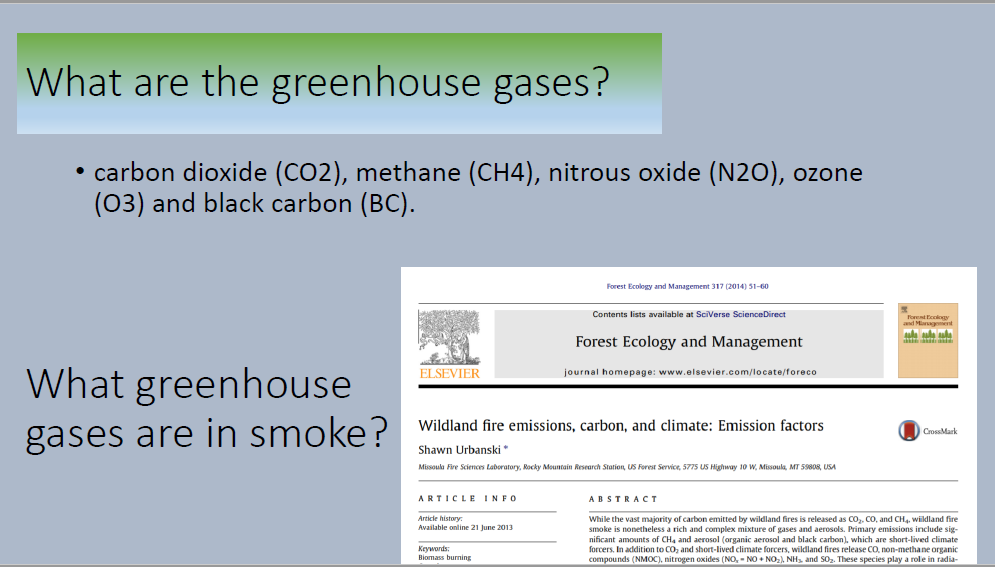 What are the greenhouse gases?
• carbon dioxide (CO2), methane (CH4), nitrous oxide (N2O), ozone
(O3) and black carbon (BC).
What greenhouse
gases are in smoke?
Forest Ecology and Management 317 (2014) 51–60
Contents lists available at SciVerse ScienceDirect
Forest Ecology and Management
journal homepage: www.elsevier.com/locate/foreco
ELSEVIER
Forest Ecology
and Management
Wildland fire emissions, carbon, and climate: Emission factors
CrossMark
Shawn Urbanski *
Missoula Fire Sciences Laboratory, Rocky Mountain Research Station, US Forest Service, 5775 US Highway 10 W, Missoula, MT 59808, USA
ARTICLE INFO
Article history:
Available online 21 June 2013
Keywords:
Biomass burning
ABSTRACT
While the vast majority of carbon emitted by wildland fires is released as CO₂, CO, and CH₄, wildland fire
smoke is nonetheless a rich and complex mixture of gases and aerosols. Primary emissions include sig-
nificant amounts of CH₄ and aerosol (organic aerosol and black carbon), which are short-lived climate
forcers. In addition to CO₂ and short-lived climate forcers, wildland fires release CO, non-methane organic
compounds (NMOC), nitrogen oxides (NOₓ = NO + NO₂), NH₃, and SO₂. These species play a role in radia-